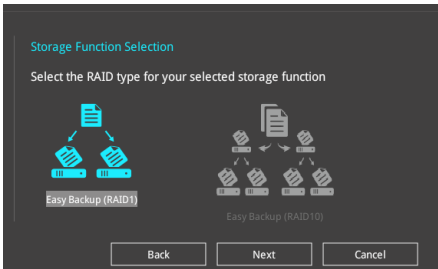 Storage Function Selection
Select the RAID type for your selected storage function
Easy Backup (RAID1)
Easy Backup (RAID10)
Back Next Cancel